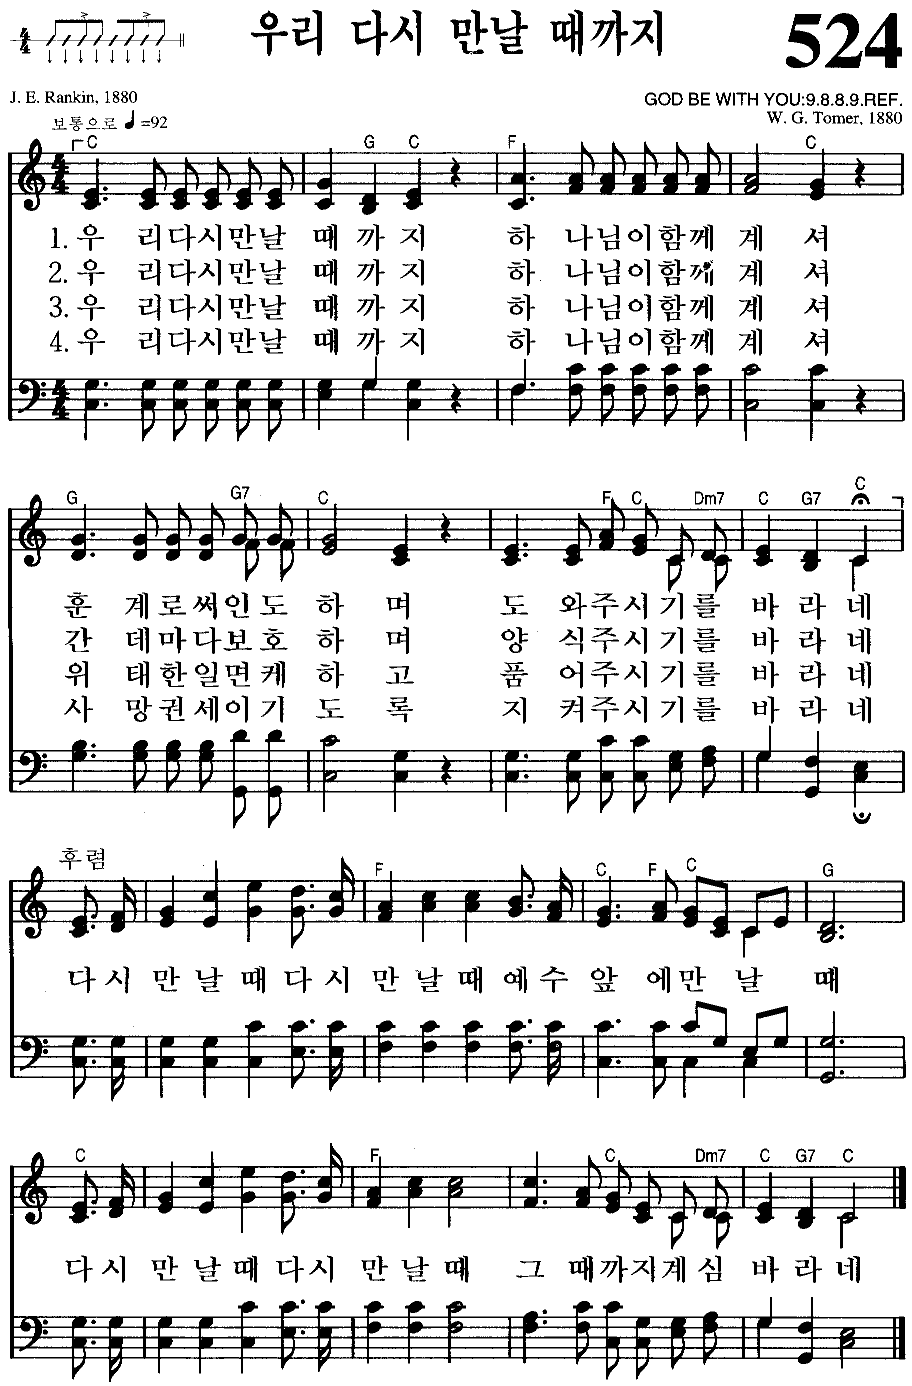 우리 다시 만날 때까지 524
J. E. Rankin, 1880 GOD BE WITH YOU:9.8.8.9.REF.
보통으로 ♩=92 W. G. Tomer, 1880
C G C F C
1.우 리다시만날 때 까 지 하 나님이함께 계 셔
2.우 리다시만날 때 까 지 하 나님이함께 계 셔
3.우 리다시만날 때 까 지 하 나님이함께 계 셔
4.우 리다시만날 때 까 지 하 나님이함께 계 셔
G G7 C F C Dm7 C G7 C
훈 계로써인도 하 며 도 와주시기를 바 라 네
간 데마다보호 하 며 양 식주시기를 바 라 네
위 태한일면케 하 고 품 어주시기를 바 라 네
사 망권세이기 도 록 지 켜주시기를 바 라 네
후렴
F C F C G
다 시 만 날 때 다 시 만 날 때 예 수 앞 에만 날 때
C F C Dm7 C G7 C
다 시 만 날 때 다 시 만 날 때 그 때까지계 심 바 라 네